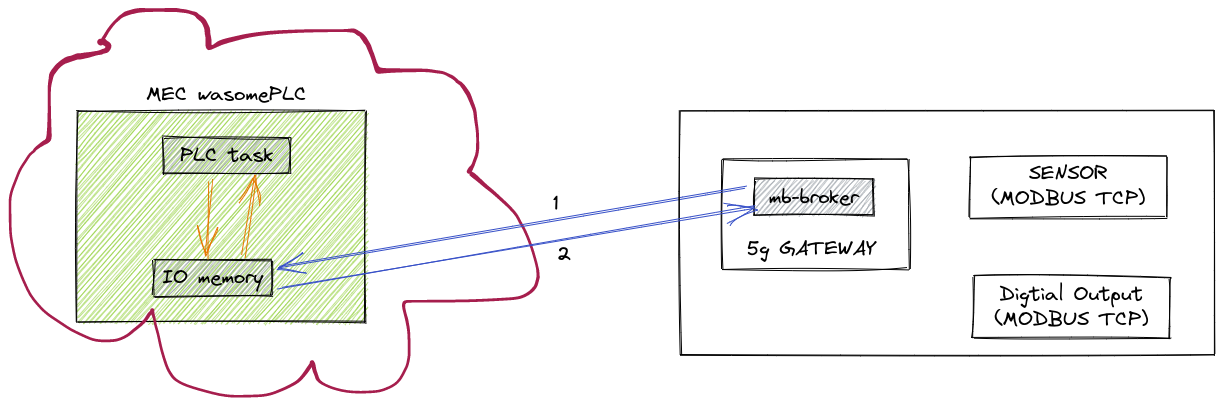 MEC wasomePLC
PLC task
IO memory
1
2
mb-broker
5g GATEWAY
SENSOR
(MODBUS TCP)
Digtial Output
(MODBUS TCP)